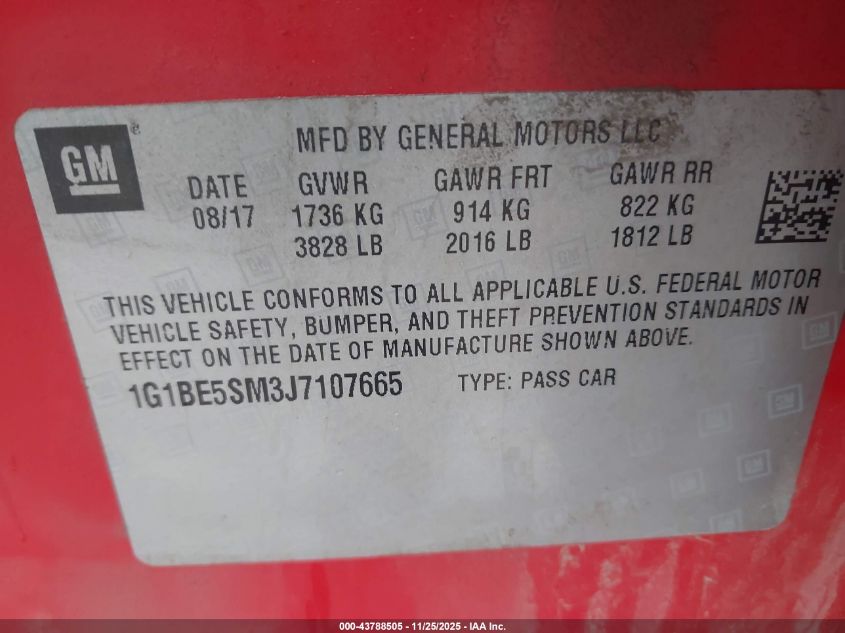 GM
MFD BY GENERAL MOTORS LLC
DATE GVWR GAWR FRT GAWR RR
08/17 1736 KG 914 KG 822 KG
3828 LB 2016 LB 1812 LB
THIS VEHICLE CONFORMS TO ALL APPLICABLE U.S. FEDERAL MOTOR
VEHICLE SAFETY, BUMPER, AND THEFT PREVENTION STANDARDS IN
EFFECT ON THE DATE OF MANUFACTURE SHOWN ABOVE.
1G1BE5SM3J7107665 TYPE: PASS CAR
000-43788505 - 11/25/2025 - IAA Inc.